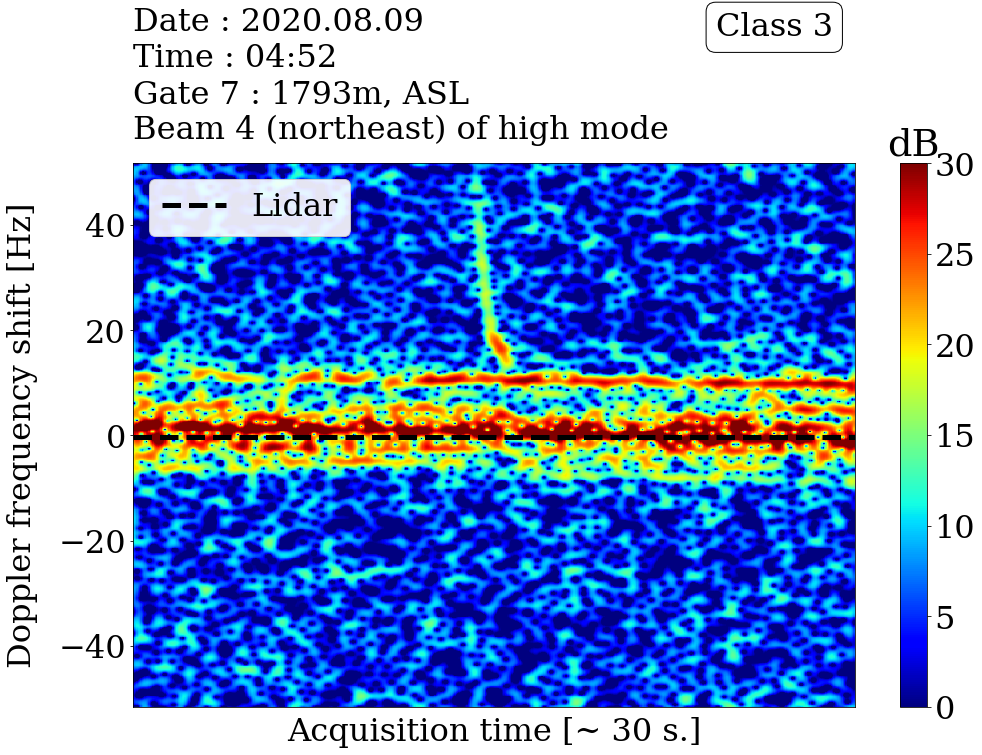 Date : 2020.08.09
Time : 04:52
Gate 7 : 1793m, ASL
Beam 4 (northeast) of high mode
Class 3
dB
Lidar
Doppler frequency shift [Hz]
40
20
0
−20
−40
30
25
20
15
10
5
0
Acquisition time [~ 30 s.]